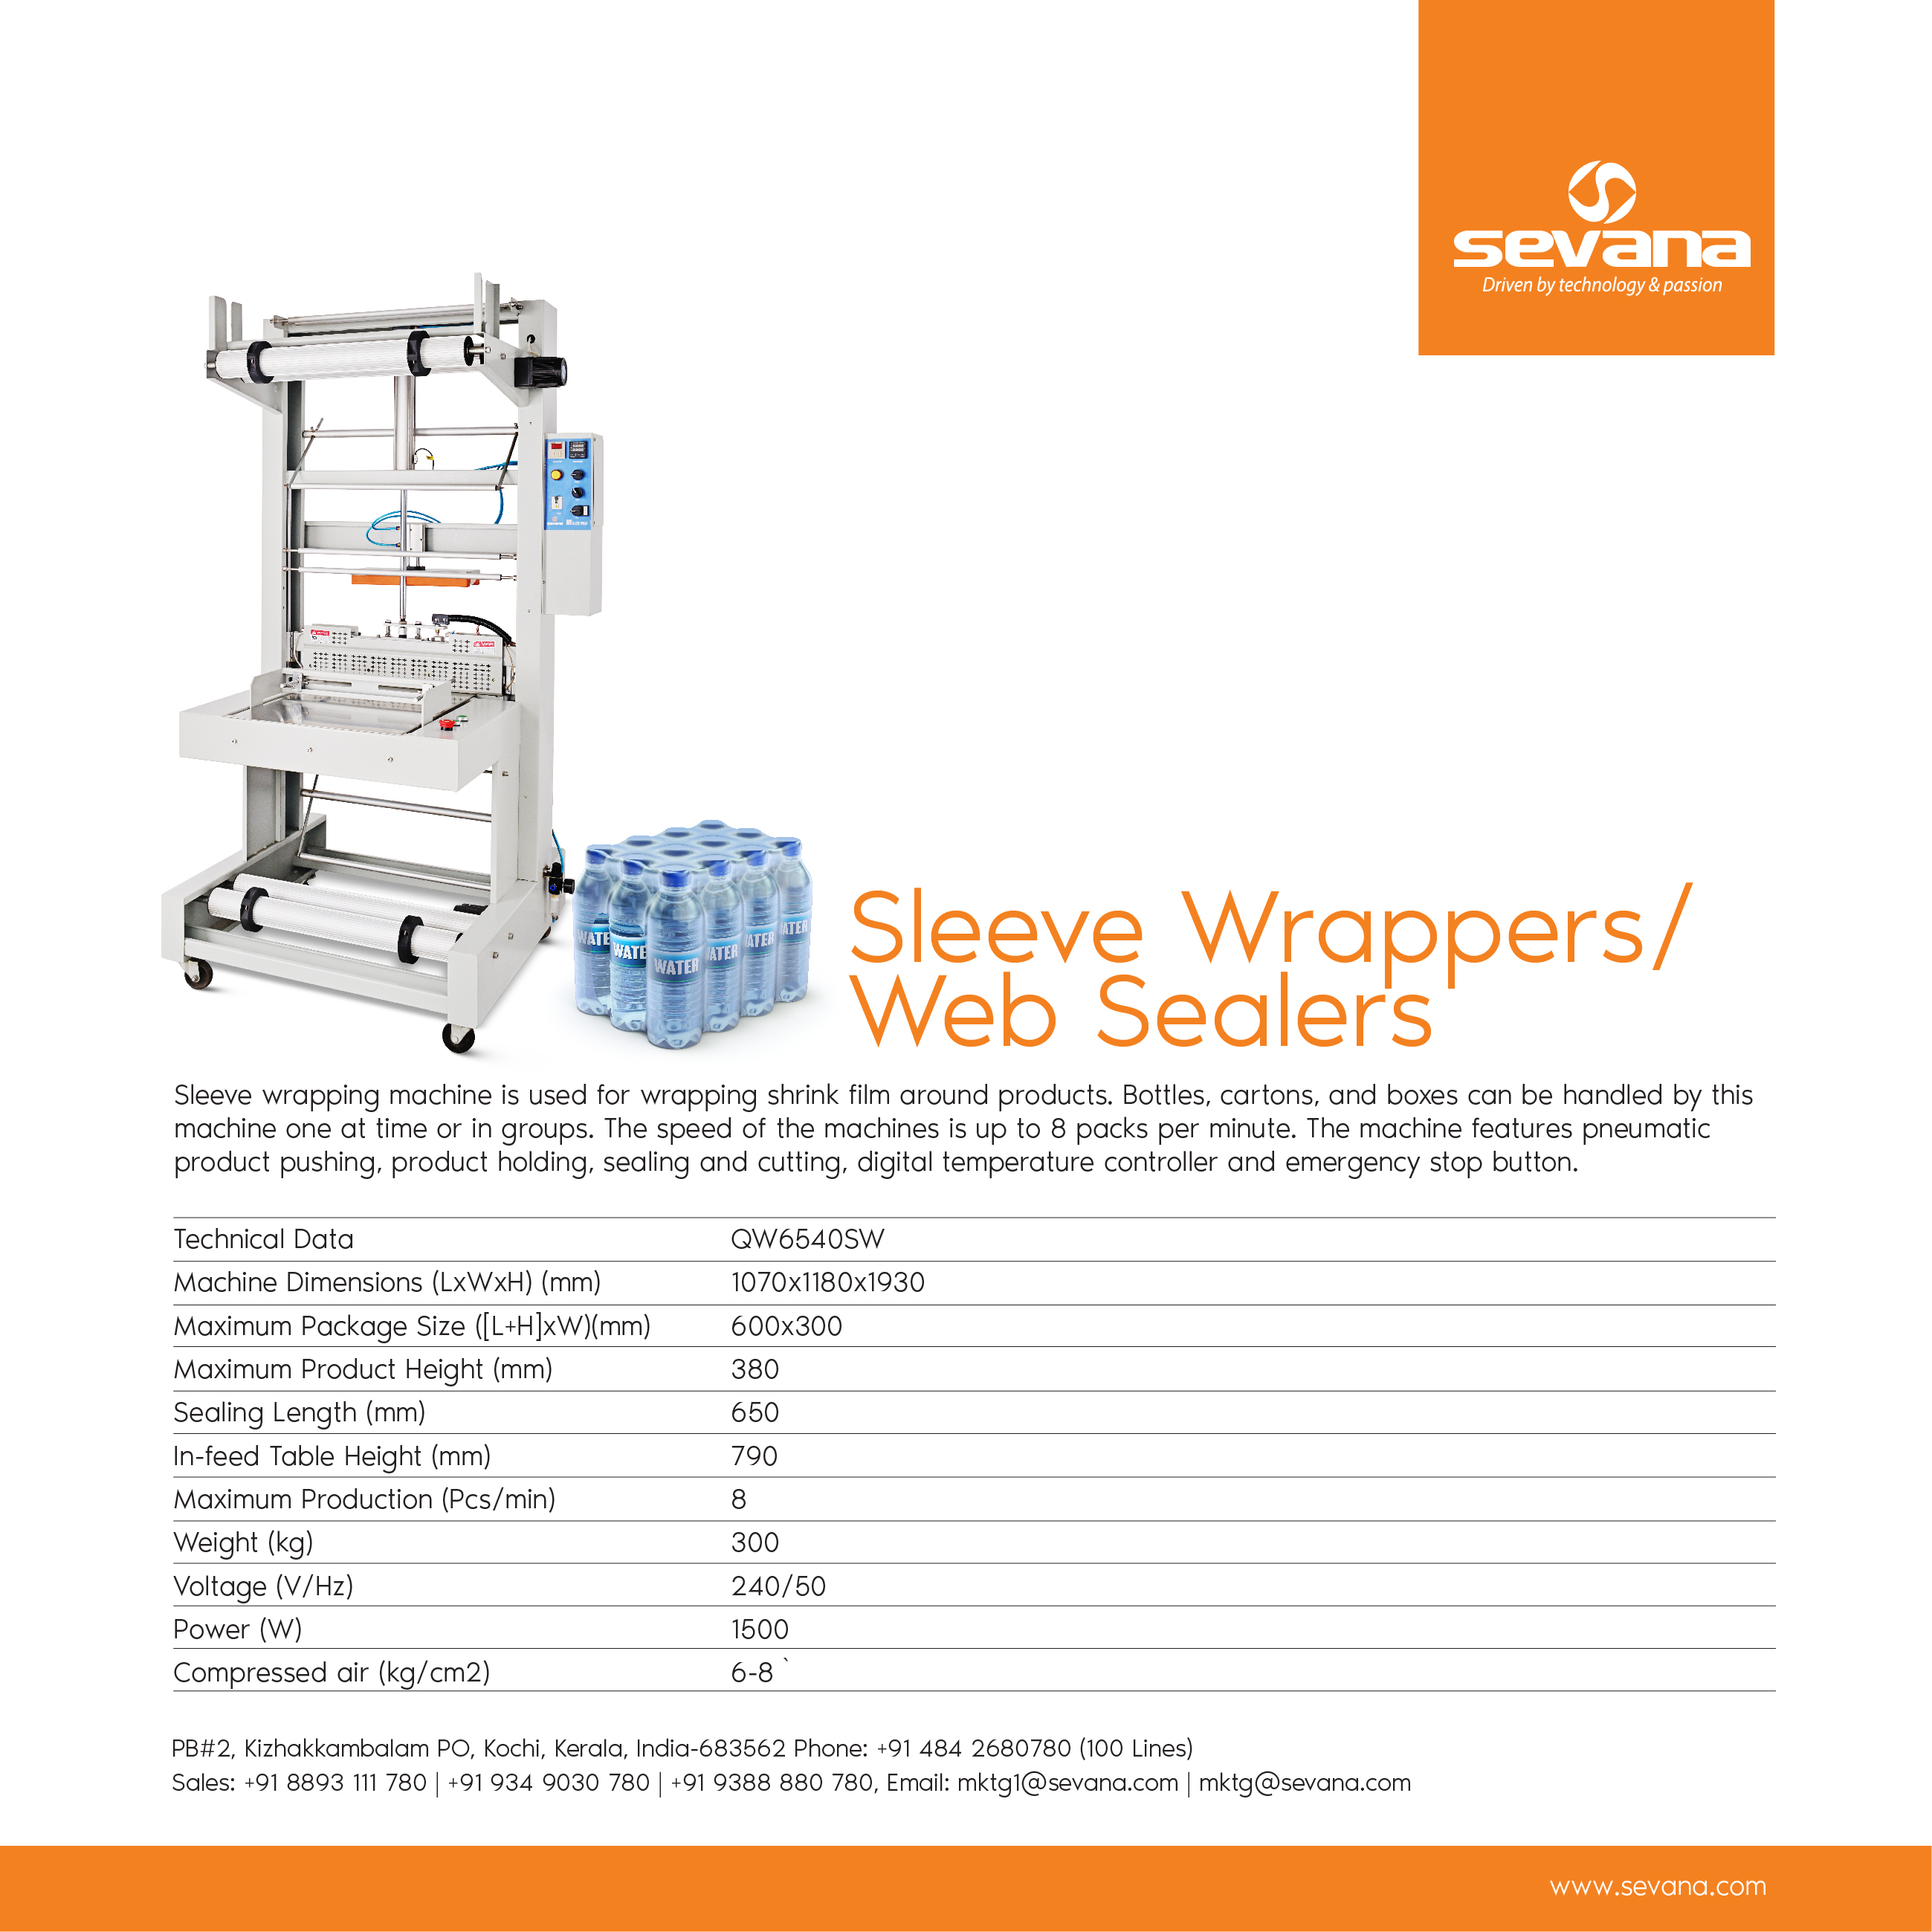 sevana
Driven by technology & passion
WATER
WATER
WATER
Sleeve Wrappers/
Web Sealers
Sleeve wrapping machine is used for wrapping shrink film around products. Bottles, cartons, and boxes can be handled by this
machine one at time or in groups. The speed of the machines is up to 8 packs per minute. The machine features pneumatic
product pushing, product holding, sealing and cutting, digital temperature controller and emergency stop button.
Technical Data QW6540SW
Machine Dimensions (LxWxH) (mm) 1070x1180x1930
Maximum Package Size ([L+H]xW)(mm) 600x300
Maximum Product Height (mm) 380
Sealing Length (mm) 650
In-feed Table Height (mm) 790
Maximum Production (Pcs/min) 8
Weight (kg) 300
Voltage (V/Hz) 240/50
Power (W) 1500
Compressed air (kg/cm2) 6-8 `
PB#2, Kizhakkambalam PO, Kochi, Kerala, India-683562 Phone: +91 484 2680780 (100 Lines)
Sales: +91 8893 111 780 | +91 934 9030 780 | +91 9388 880 780, Email: mktg1@sevana.com | mktg@sevana.com
www.sevana.com